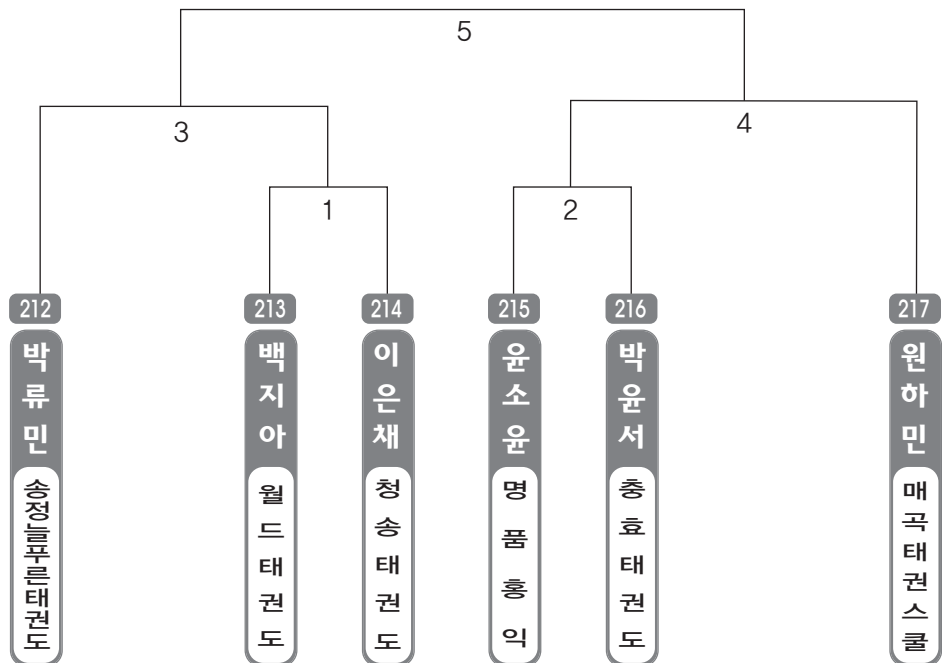 5
3
4
1
2
212
213
214
215
216
217
박류민
백지아
이은채
윤소윤
박윤서
원하민
송정늘푸른태권도
월드태권도
청송태권도
명품홍익
충효태권도
매곡태권스쿨